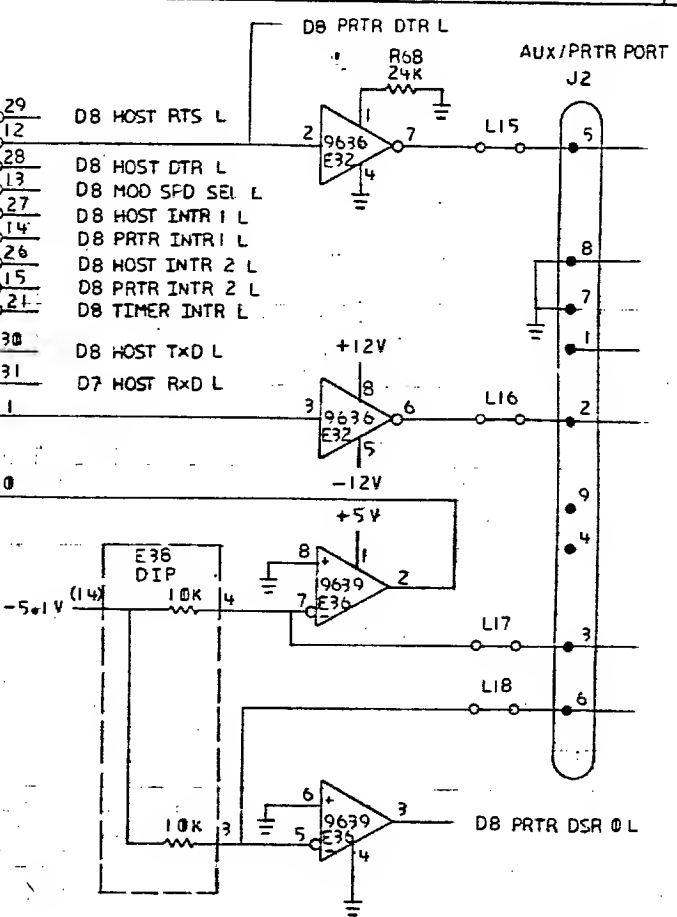 D8 PRTR DTR L
AUX/PRTR PORT
J2
R68
24K
29 D8 HOST RTS L
12
2 9636 E32 1 7 4
L15
5
28 D8 HOST DTR L
13 D8 MOD SPD SEL L
27 D8 HOST INTR 1 L
14 D8 PRTR INTR1 L
26 D8 HOST INTR 2 L
15 D8 PRTR INTR 2 L
21 D8 TIMER INTR L
8
7
1
30 D8 HOST TxD L
31 D7 HOST RxD L
+12V
1
3 9636 E32 8 6 5
L16
2
-12V
0
9
4
+5V
E38
DIP
8 + 9639 E36 1 2
7 -
-5.1V (14) 10K 4
L17
3
L18
6
6 + 9639 E36 3
10K 3
5 - 4
D8 PRTR DSR 0 L